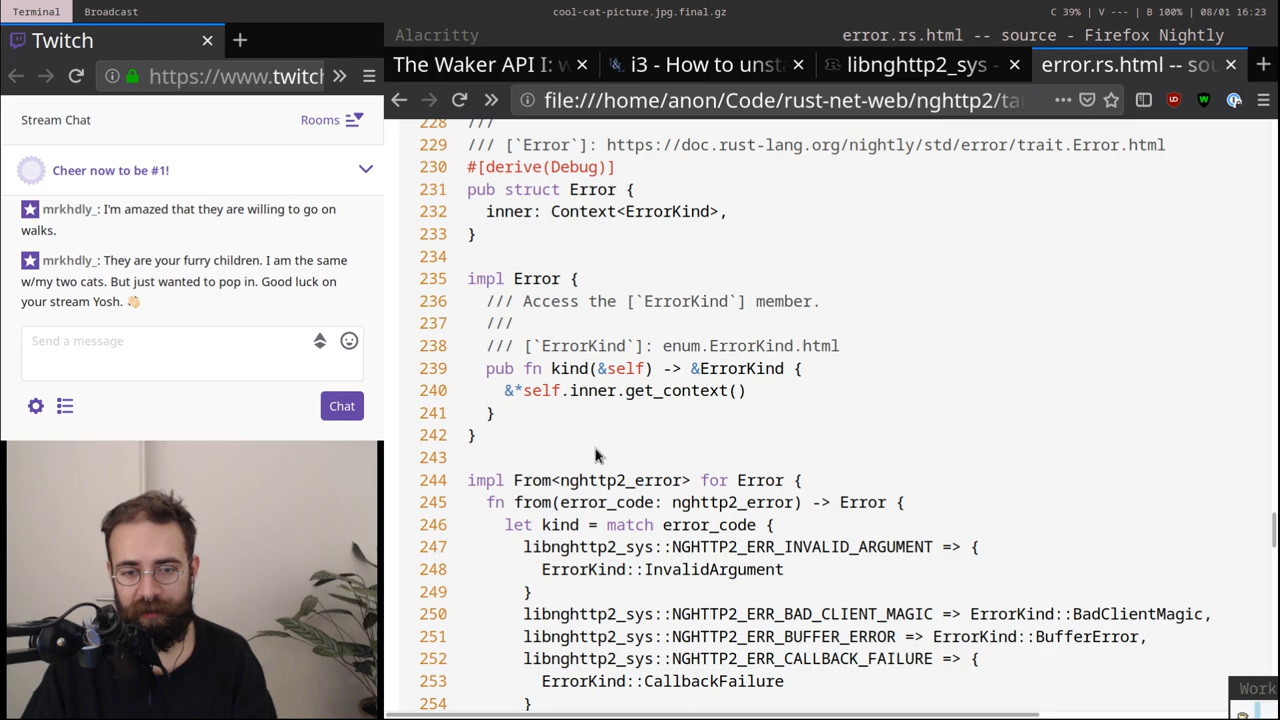 Terminal
Broadcast
cool-cat-picture.jpg.final.gz
C 39% | V --- | B 100% | 08/01 16:23
Twitch
Alacritty
error.rs.html -- source - Firefox Nightly
https://www.twitch
The Waker API I: w
i3 - How to unsta
libnghttp2_sys -
error.rs.html -- sou
file:///home/anon/Code/rust-net-web/nghttp2/ta
Stream Chat
Rooms
Cheer now to be #1!
mrkhdly_: I'm amazed that they are willing to go on
walks.
mrkhdly_: They are your furry children. I am the same
w/my two cats. But just wanted to pop in. Good luck on
your stream Yosh.
Send a message
Chat
228 ///
229 /// [`Error`]: https://doc.rust-lang.org/nightly/std/error/trait.Error.html
230 #[derive(Debug)]
231 pub struct Error {
232 inner: Context<ErrorKind>,
233 }
234
235 impl Error {
236 /// Access the [`ErrorKind`] member.
237 ///
238 /// [`ErrorKind`]: enum.ErrorKind.html
239 pub fn kind(&self) -> &ErrorKind {
240 &*self.inner.get_context()
241 }
242 }
243
244 impl From<nghttp2_error> for Error {
245 fn from(error_code: nghttp2_error) -> Error {
246 let kind = match error_code {
247 libnghttp2_sys::NGHTTP2_ERR_INVALID_ARGUMENT => {
248 ErrorKind::InvalidArgument
249 }
250 libnghttp2_sys::NGHTTP2_ERR_BAD_CLIENT_MAGIC => ErrorKind::BadClientMagic,
251 libnghttp2_sys::NGHTTP2_ERR_BUFFER_ERROR => ErrorKind::BufferError,
252 libnghttp2_sys::NGHTTP2_ERR_CALLBACK_FAILURE => {
253 ErrorKind::CallbackFailure
254 }
Work